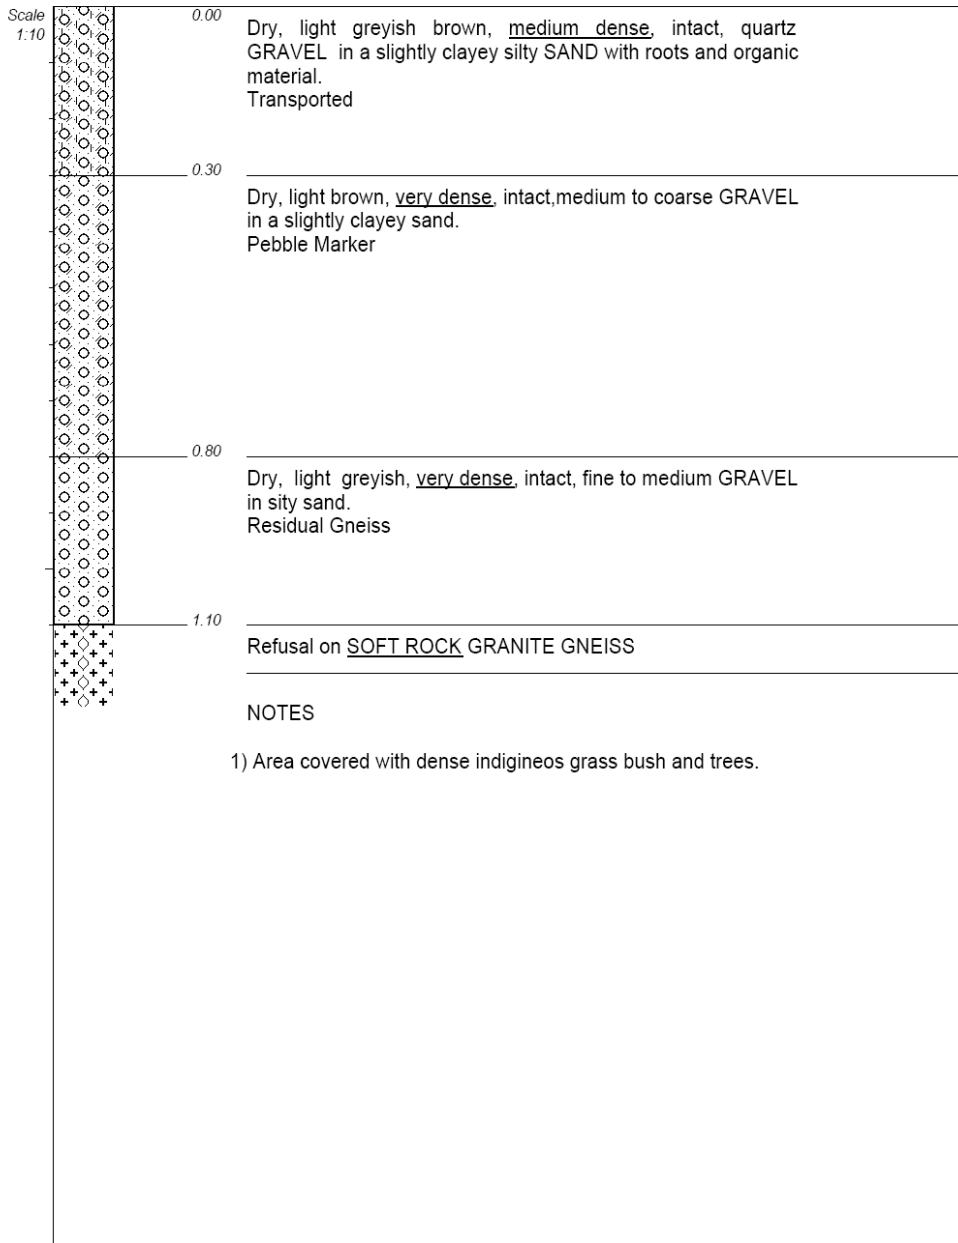 Scale
1:10
0.00
Dry, light greyish brown, medium dense, intact, quartz
GRAVEL in a slightly clayey silty SAND with roots and organic
material.
Transported
0.30
Dry, light brown, very dense, intact,medium to coarse GRAVEL
in a slightly clayey sand.
Pebble Marker
0.80
Dry, light greyish, very dense, intact, fine to medium GRAVEL
in sity sand.
Residual Gneiss
1.10
Refusal on SOFT ROCK GRANITE GNEISS
NOTES
1) Area covered with dense indigineos grass bush and trees.